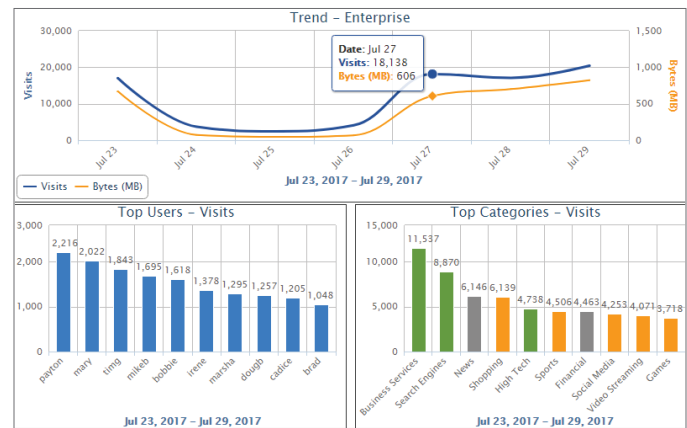 Trend – Enterprise
30,000
20,000
10,000
0
Visits
1,500
1,000
500
0
Bytes (MB)
Date: Jul 27
Visits: 18,138
Bytes (MB): 606
Jul 23
Jul 24
Jul 25
Jul 26
Jul 27
Jul 28
Jul 29
Jul 23, 2017 – Jul 29, 2017
Visits
Bytes (MB)
Top Users – Visits
3,000
2,000
1,000
0
2,216
2,022
1,843
1,695
1,618
1,378
1,295
1,257
1,205
1,048
payton
mary
timg
mikeb
bobbie
irene
marsha
dougb
cadice
brad
Jul 23, 2017 – Jul 29, 2017
Top Categories – Visits
15,000
10,000
5,000
0
11,537
8,870
6,146
6,139
4,738
4,506
4,463
4,253
4,071
3,718
Business Services
Search Engines
News
Shopping
High Tech
Sports
Financial
Social Media
Video Streaming
Games
Jul 23, 2017 – Jul 29, 2017